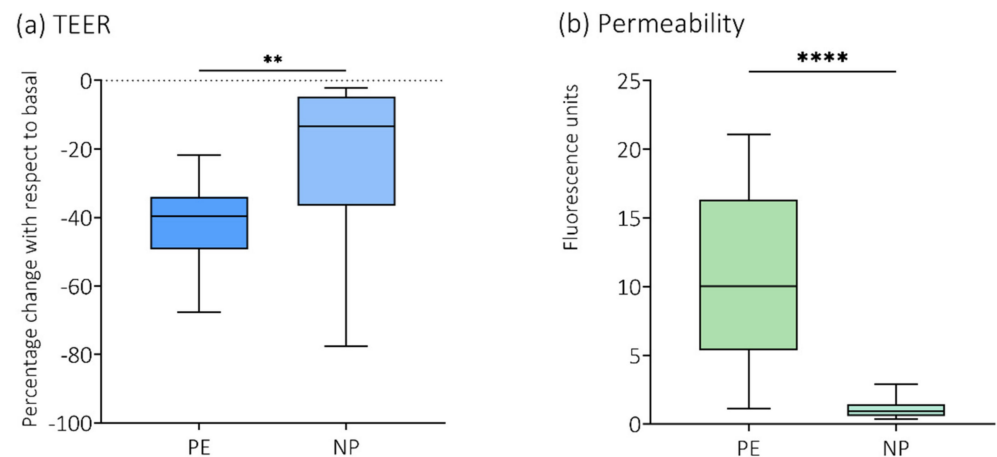 (a) TEER
**
Percentage change with respect to basal
0
-20
-40
-60
-80
-100
PE NP
(b) Permeability
****
Fluorescence units
25
20
15
10
5
0
PE NP